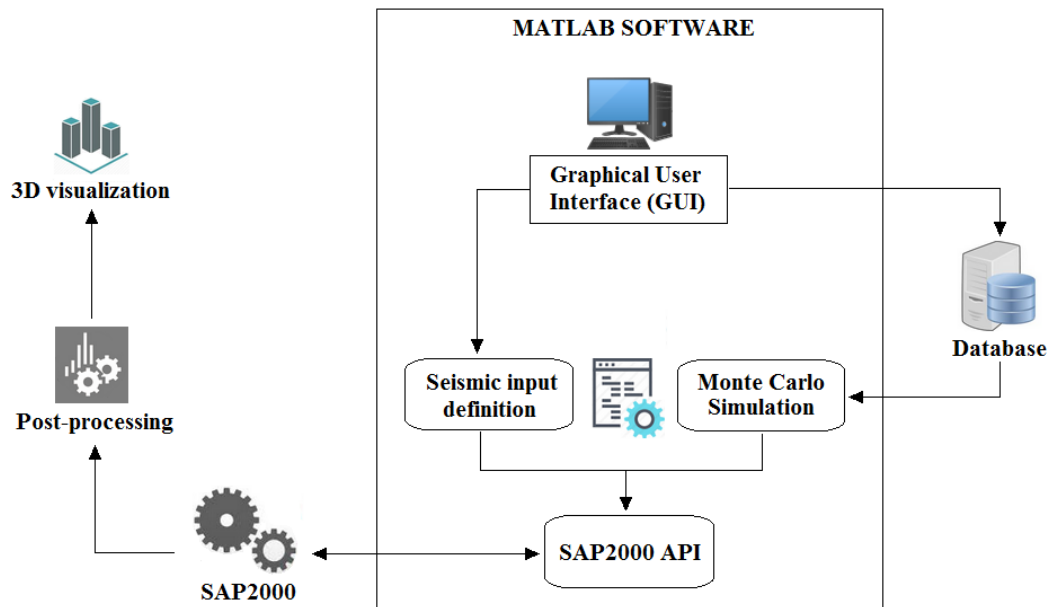 MATLAB SOFTWARE
Graphical User
Interface (GUI)
3D visualization
Database
Seismic input
definition
Monte Carlo
Simulation
Post-processing
SAP2000 API
SAP2000